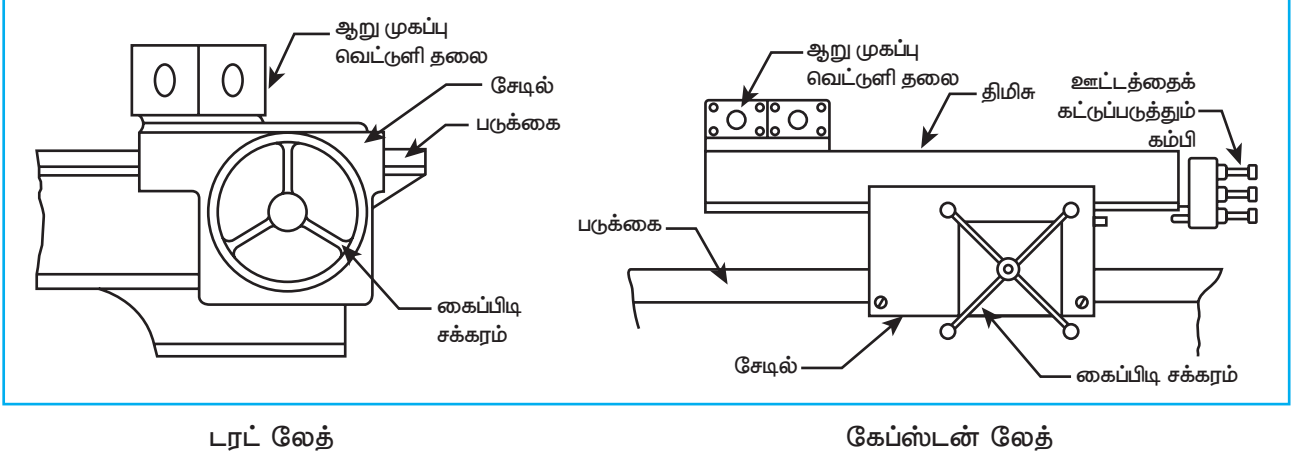 ஆறு முகப்பு
வெட்டுளி தலை
சேடில்
படுக்கை
கைப்பிடி
சக்கரம்
ஆறு முகப்பு
வெட்டுளி தலை
திமிசு
ஊட்டத்தைக்
கட்டுப்படுத்தும்
கம்பி
படுக்கை
சேடில்
கைப்பிடி சக்கரம்
டரட் லேத்
கேப்ஸ்டன் லேத்